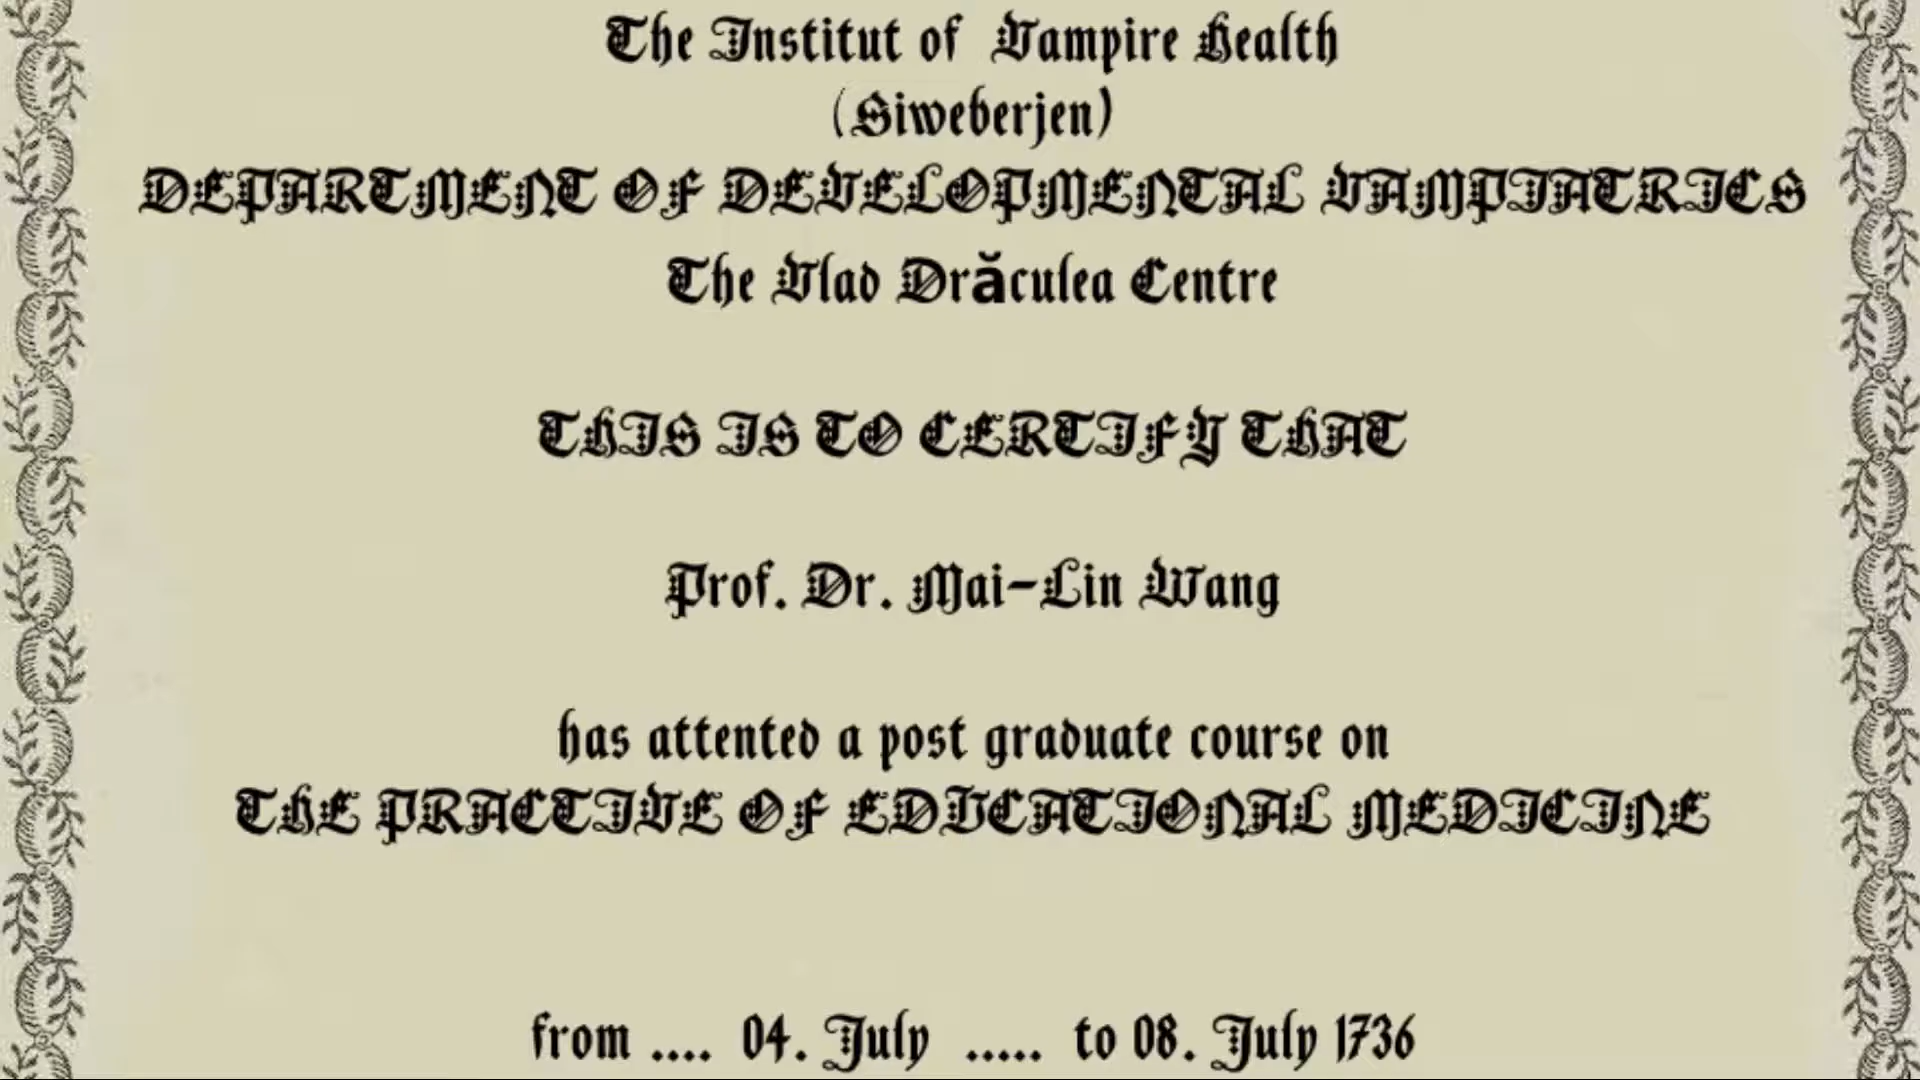 The Institut of Vampire Health
(Siweberjen)
DEPARTMENT OF DEVELOPMENTAL VAMPIATRICS
The Vlad Drăculea Centre
THIS IS TO CERTIFY THAT
Prof. Dr. Mai-Lin Wang
has attented a post graduate course on
THE PRACTIVE OF EDUCATIONAL MEDICINE
from .... 04. July ..... to 08. July 1736